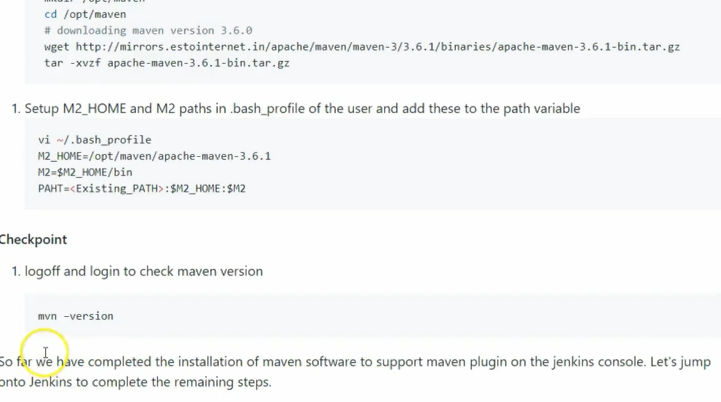 mkdir /opt/maven
cd /opt/maven
# downloading maven version 3.6.0
wget http://mirrors.estointernet.in/apache/maven/maven-3/3.6.1/binaries/apache-maven-3.6.1-bin.tar.gz
tar -xvzf apache-maven-3.6.1-bin.tar.gz
1. Setup M2_HOME and M2 paths in .bash_profile of the user and add these to the path variable
vi ~/.bash_profile
M2_HOME=/opt/maven/apache-maven-3.6.1
M2=$M2_HOME/bin
PAHT=<Existing_PATH>:$M2_HOME:$M2
Checkpoint
1. logoff and login to check maven version
mvn –version
So far we have completed the installation of maven software to support maven plugin on the jenkins console. Let's jump
onto Jenkins to complete the remaining steps.